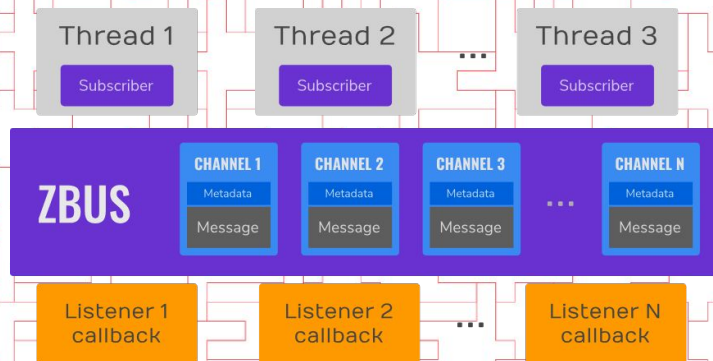 Thread 1
Thread 2
...
Thread 3
Subscriber
Subscriber
Subscriber
ZBUS
CHANNEL 1
CHANNEL 2
CHANNEL 3
...
CHANNEL N
Metadata
Metadata
Metadata
Metadata
Message
Message
Message
Message
Listener 1
callback
Listener 2
callback
...
Listener N
callback